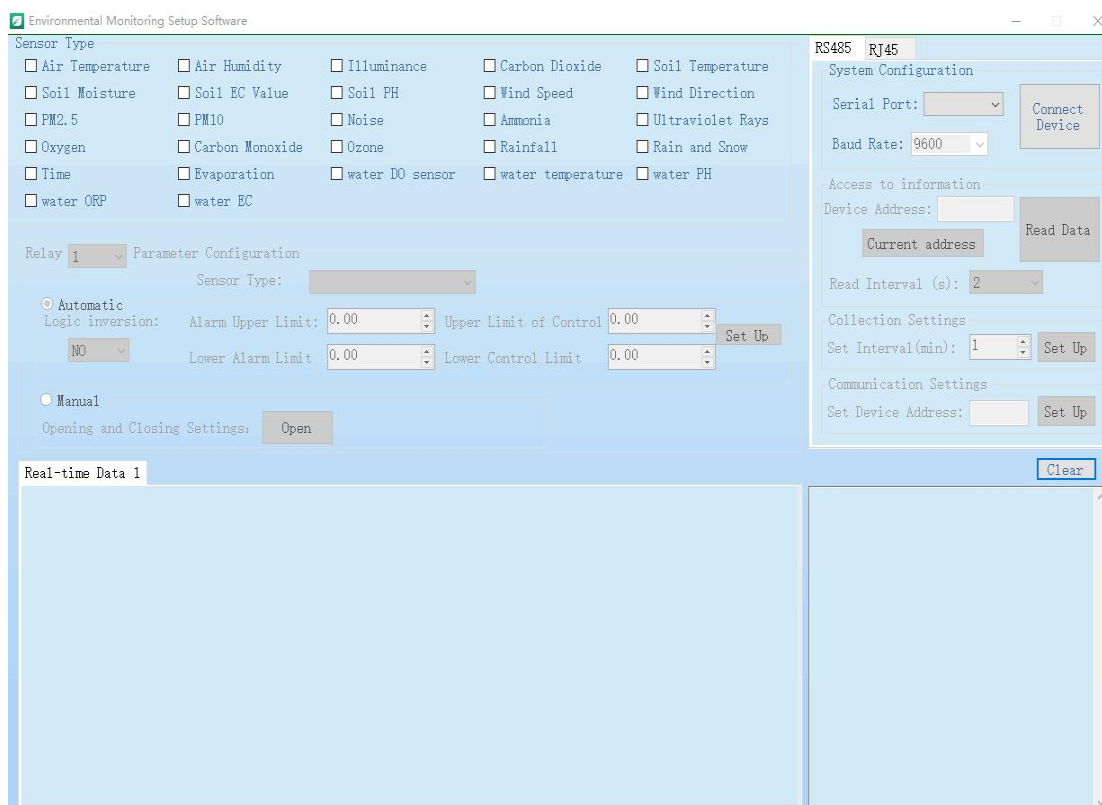 Environmental Monitoring Setup Software
Sensor Type
Air Temperature Air Humidity Illuminance Carbon Dioxide Soil Temperature
Soil Moisture Soil EC Value Soil PH Wind Speed Wind Direction
PM2.5 PM10 Noise Ammonia Ultraviolet Rays
Oxygen Carbon Monoxide Ozone Rainfall Rain and Snow
Time Evaporation water DO sensor water temperature water PH
water ORP water EC
Relay 1 Parameter Configuration
Sensor Type:
Automatic
Logic inversion:
NO
Alarm Upper Limit: 0.00 Upper Limit of Control 0.00
Set Up
Lower Alarm Limit 0.00 Lower Control Limit 0.00
Manual
Opening and Closing Settings: Open
RS485 RJ45
System Configuration
Serial Port:
Connect
Device
Baud Rate: 9600
Access to information
Device Address:
Read Data
Current address
Read Interval (s): 2
Collection Settings
Set Interval(min): 1 Set Up
Communication Settings
Set Device Address: Set Up
Real-time Data 1
Clear